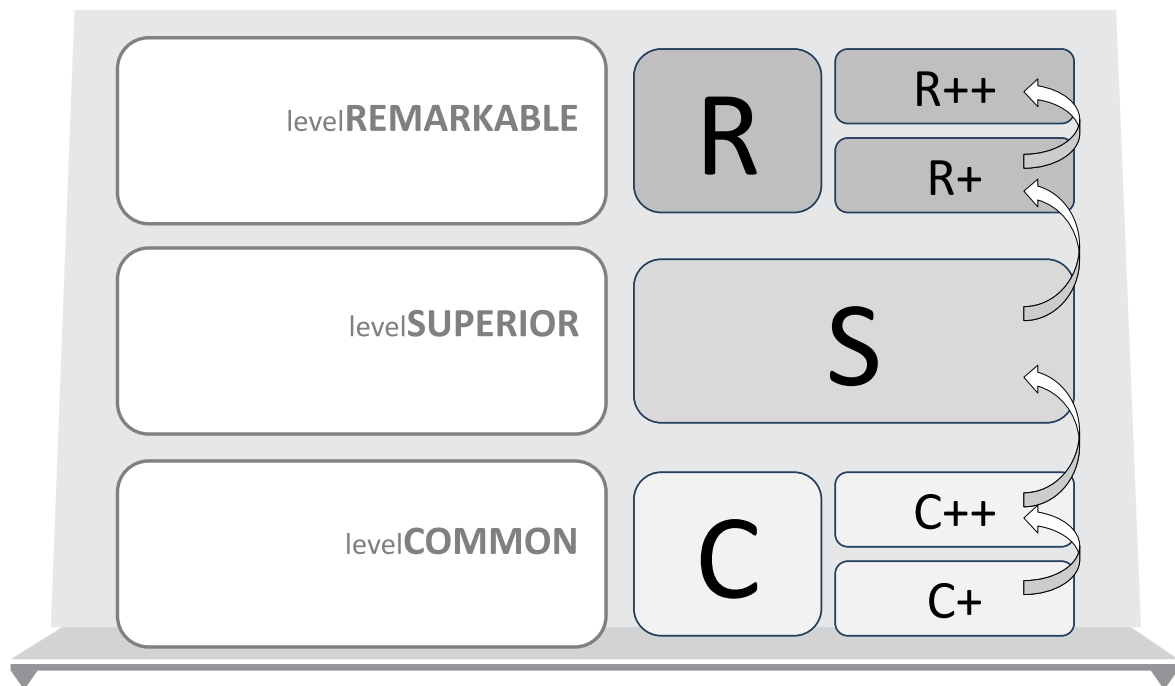 levelREMARKABLE
R
R++
R+
levelSUPERIOR
S
levelCOMMON
C
C++
C+